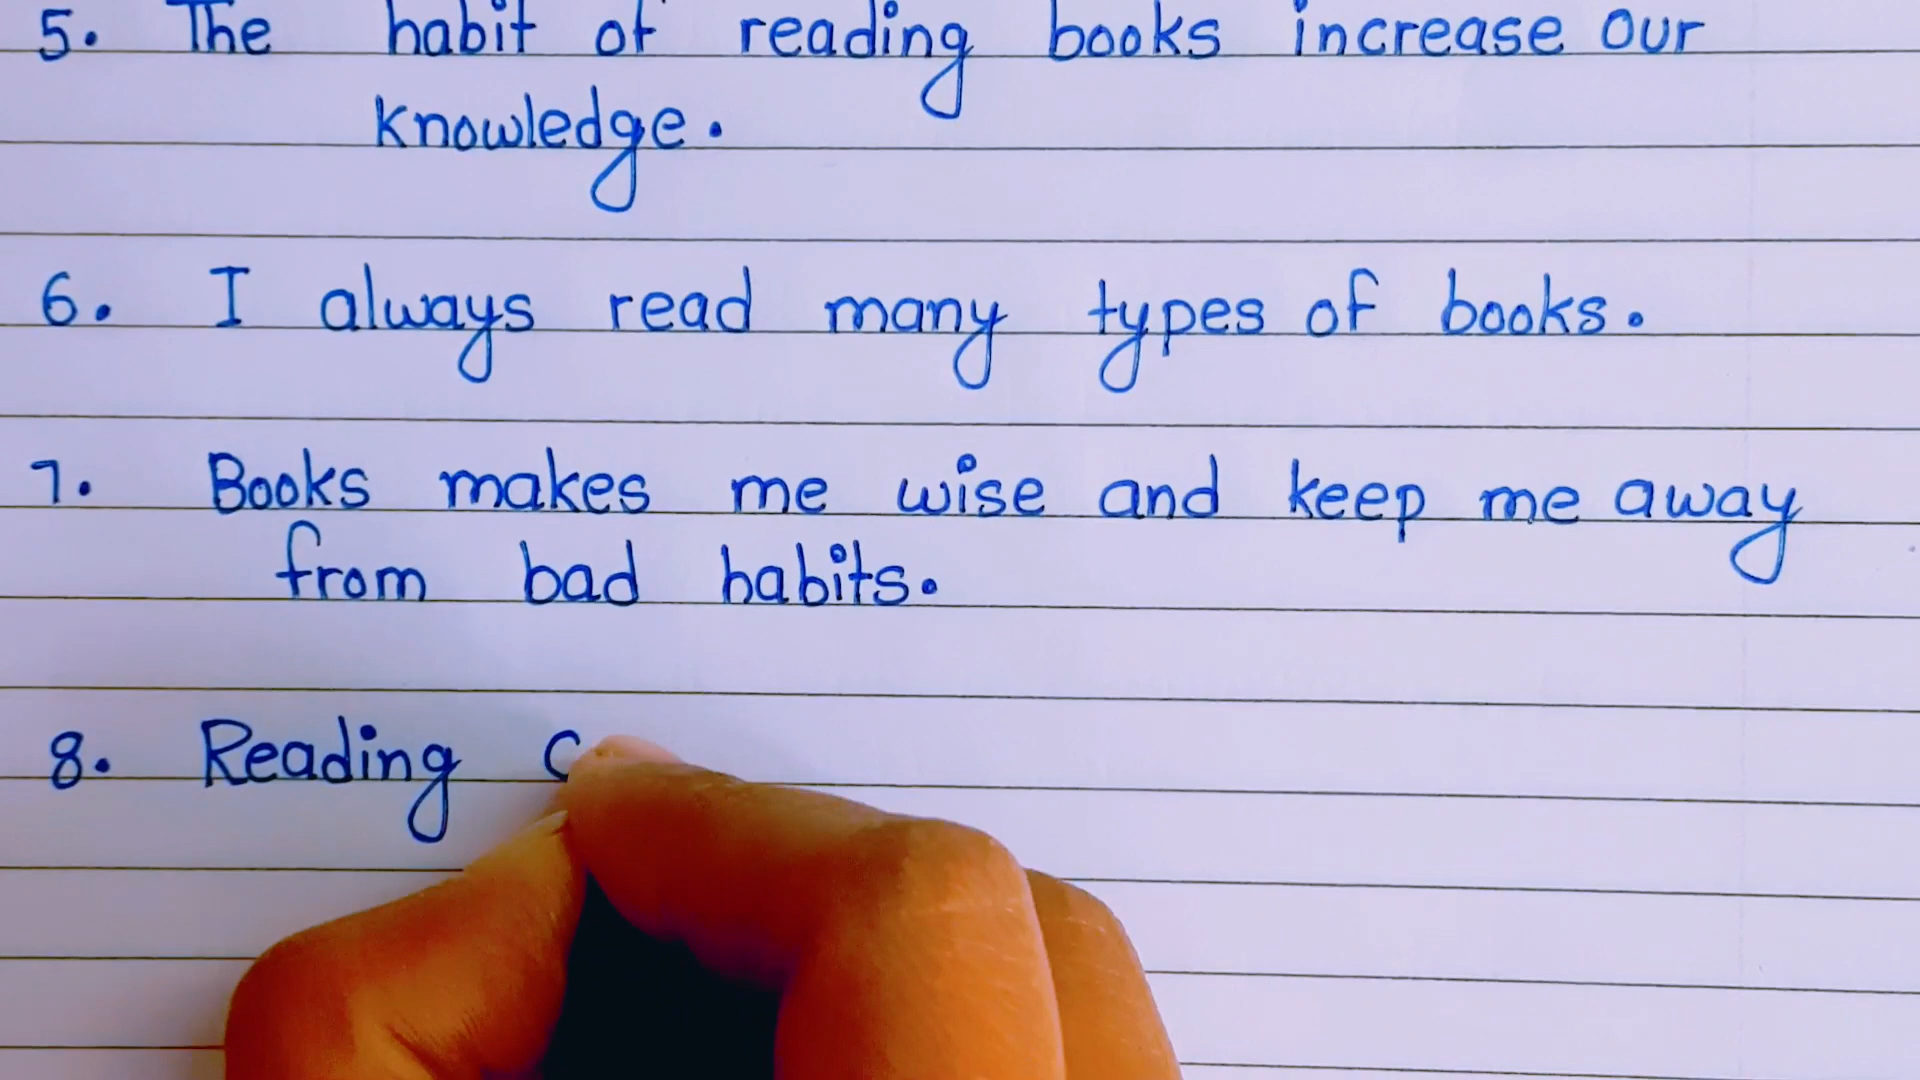 5. The habit of reading books increase our
knowledge.
6. I always read many types of books.
7. Books makes me wise and keep me away
from bad habits.
8. Reading